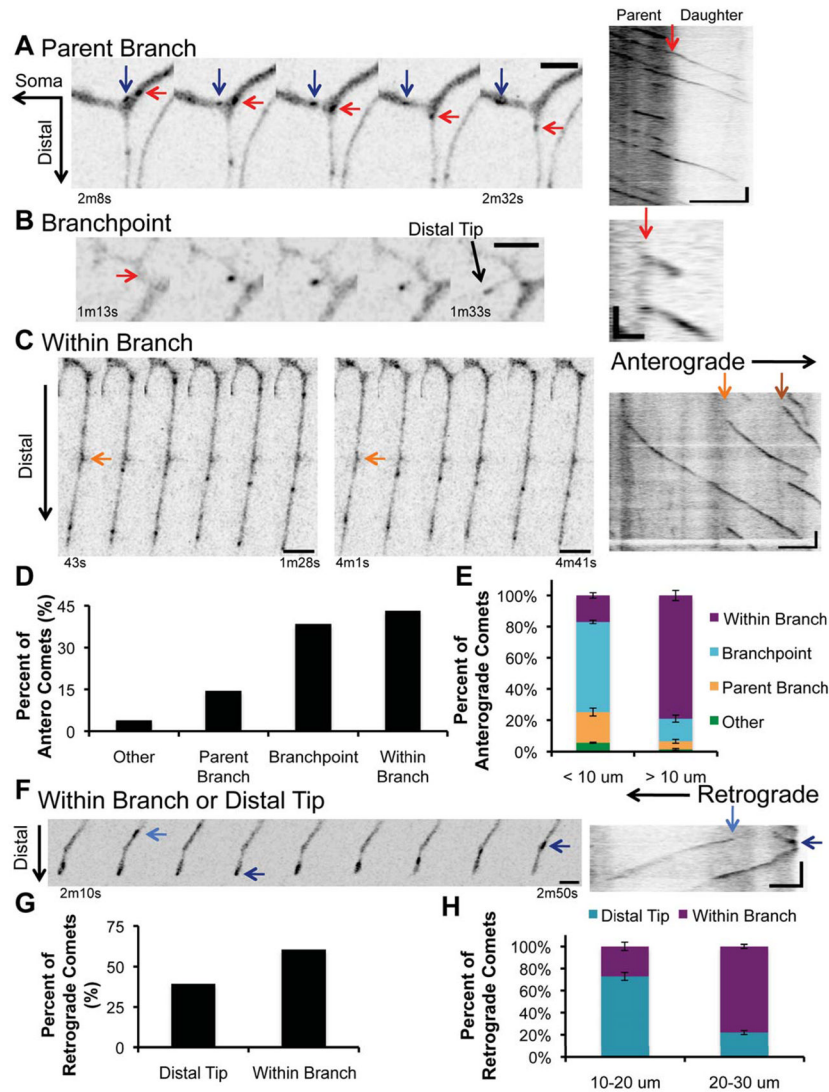 A Parent Branch
Parent Daughter
Soma
Distal
2m8s 2m32s
B Branchpoint
Distal Tip
1m13s 1m33s
C Within Branch
Anterograde
Distal
43s 1m28s 4m1s 4m41s
D
Percent of
Antero Comets (%)
45
30
15
0
Other
Parent
Branch
Branchpoint
Within
Branch
E
Percent of
Anterograde Comets
100%
80%
60%
40%
20%
0%
< 10 um > 10 um
Within Branch
Branchpoint
Parent Branch
Other
F Within Branch or Distal Tip
Retrograde
Distal
2m10s 2m50s
G
Percent of
Retrograde Comets
(%)
75
50
25
0
Distal Tip Within Branch
H
Distal Tip Within Branch
Percent of
Retrograde Comets
100%
80%
60%
40%
20%
0%
10-20 um 20-30 um